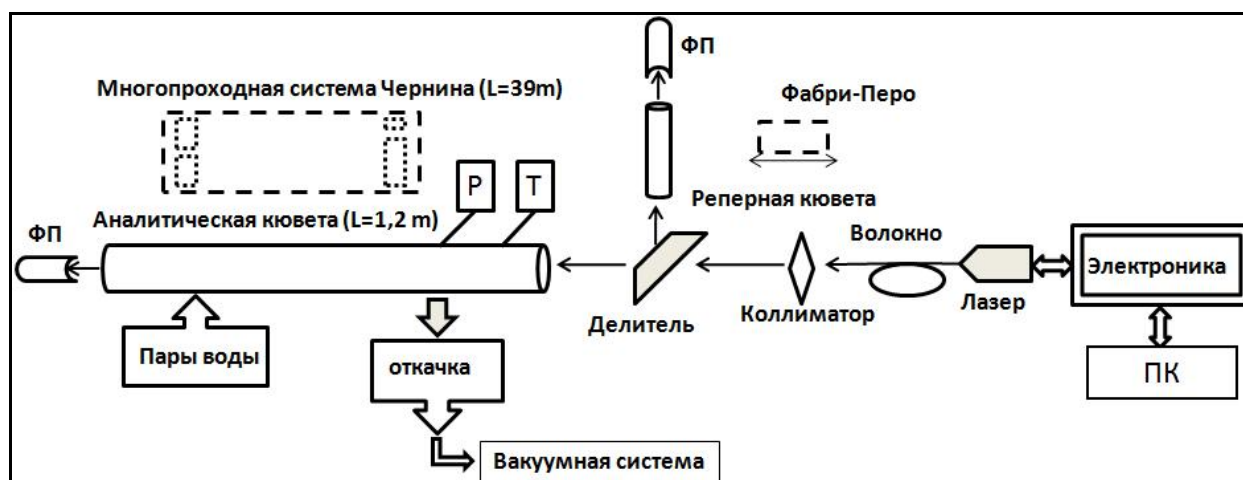 ФП
Многопроходная система Чернина (L=39m)
Фабри-Перо
P
T
Аналитическая кювета (L=1,2 m)
Реперная кювета
ФП
Волокно
Электроника
Лазер
Делитель
Коллиматор
Пары воды
откачка
ПК
Вакуумная система